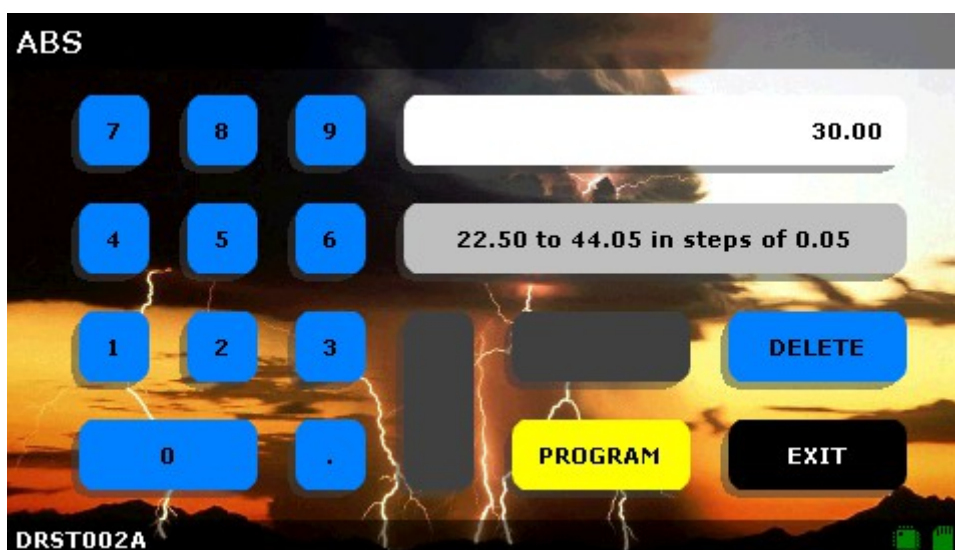 ABS
7 8 9 30.00
4 5 6 22.50 to 44.05 in steps of 0.05
1 2 3 DELETE
0 . PROGRAM EXIT
DRST002A